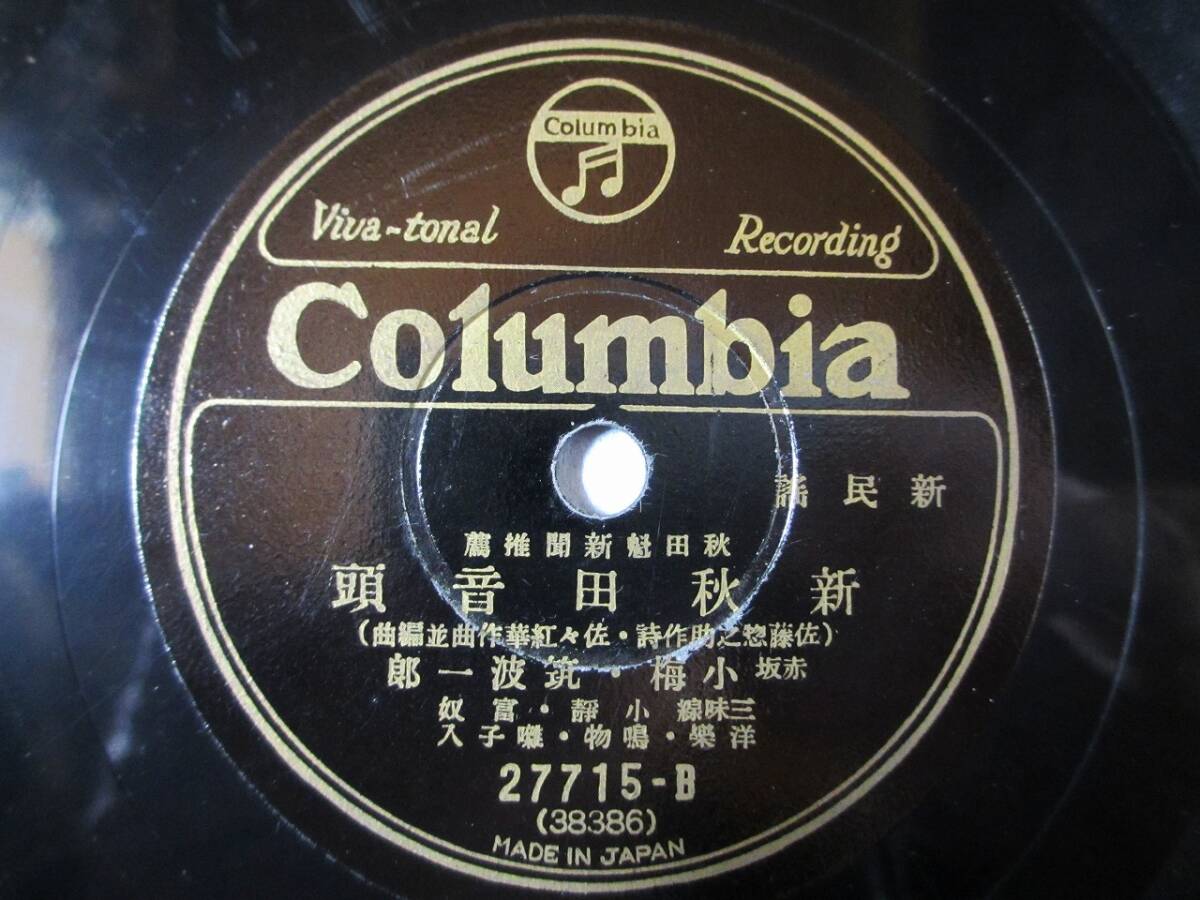 Columbia
Viva-tonal Recording
Columbia
新民謠
秋田魁新聞推薦
新秋田音頭
(佐藤惣之助作詩・佐々紅華作曲並編曲)
赤坂 小梅・筑波一郎
三味線 小靜・富奴
洋樂・鳴物・囃子入
27715-B
(38386)
MADE IN JAPAN